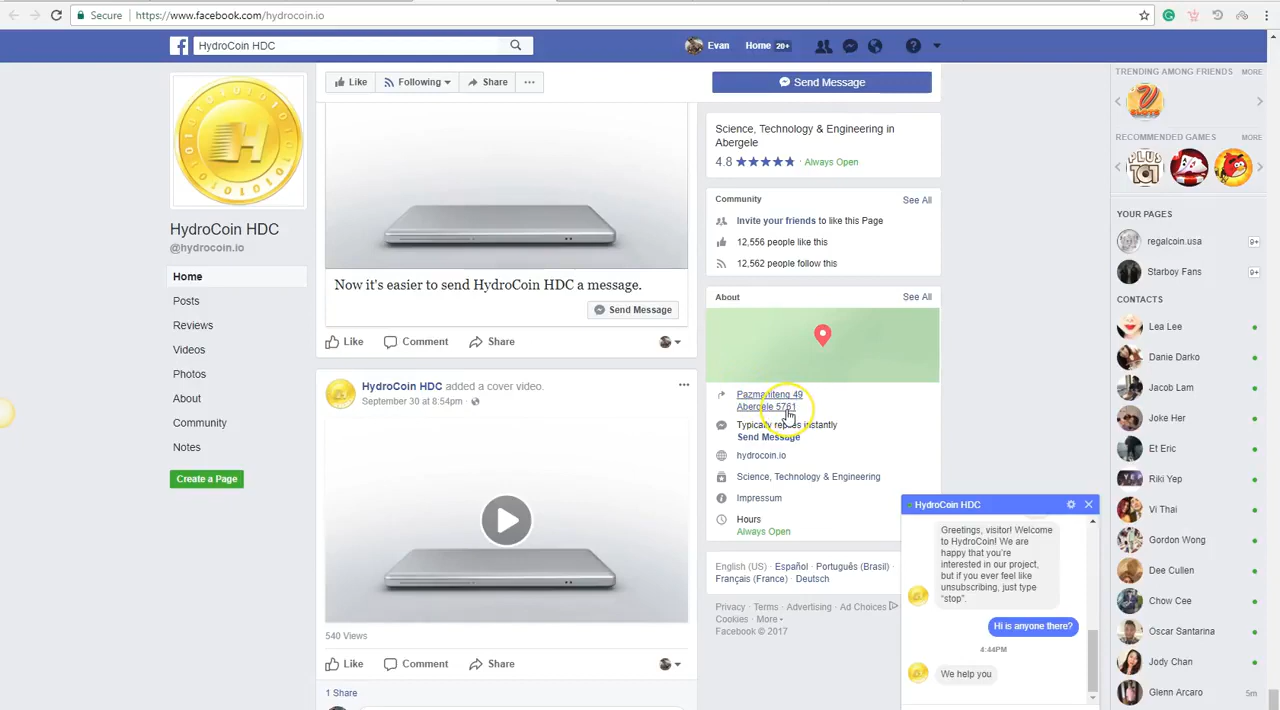 Secure
https://www.facebook.com/hydrocoin.io
HydroCoin HDC
Evan
Home 20+
HydroCoin HDC
@hydrocoin.io
Home
Posts
Reviews
Videos
Photos
About
Community
Notes
Create a Page
Like
Following
Share
Now it's easier to send HydroCoin HDC a message.
Send Message
Like
Comment
Share
HydroCoin HDC added a cover video.
September 30 at 8:54pm
540 Views
Like
Comment
Share
1 Share
Send Message
Science, Technology & Engineering in
Abergele
4.8
Always Open
Community
See All
Invite your friends to like this Page
12,556 people like this
12,562 people follow this
About
See All
Pazmaniteng 49
Abergele 5761
Typically replies instantly
Send Message
hydrocoin.io
Science, Technology & Engineering
Impressum
Hours
Always Open
English (US) · Español · Português (Brasil) ·
Français (France) · Deutsch
Privacy · Terms · Advertising · Ad Choices
Cookies · More
Facebook © 2017
HydroCoin HDC
Greetings, visitor! Welcome
to HydroCoin! We are
happy that you're
interested in our project,
but if you ever feel like
unsubscribing, just type
"stop".
Hi is anyone there?
4:44PM
We help you
TRENDING AMONG FRIENDS
MORE
SLOTS
RECOMMENDED GAMES
MORE
PLUS
101
YOUR PAGES
regalcoin.usa
9+
Starboy Fans
9+
CONTACTS
Lea Lee
Danie Darko
Jacob Lam
Joke Her
Et Eric
Riki Yep
Vi Thai
Gordon Wong
Dee Cullen
Chow Cee
Oscar Santarina
Jody Chan
Glenn Arcaro
5m